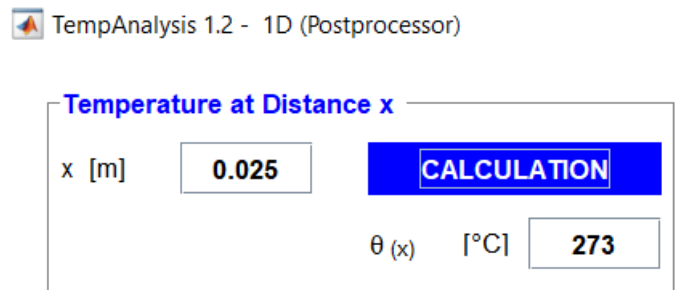 TempAnalysis 1.2 - 1D (Postprocessor)
Temperature at Distance x
x [m] 0.025 CALCULATION
θ (x) [°C] 273